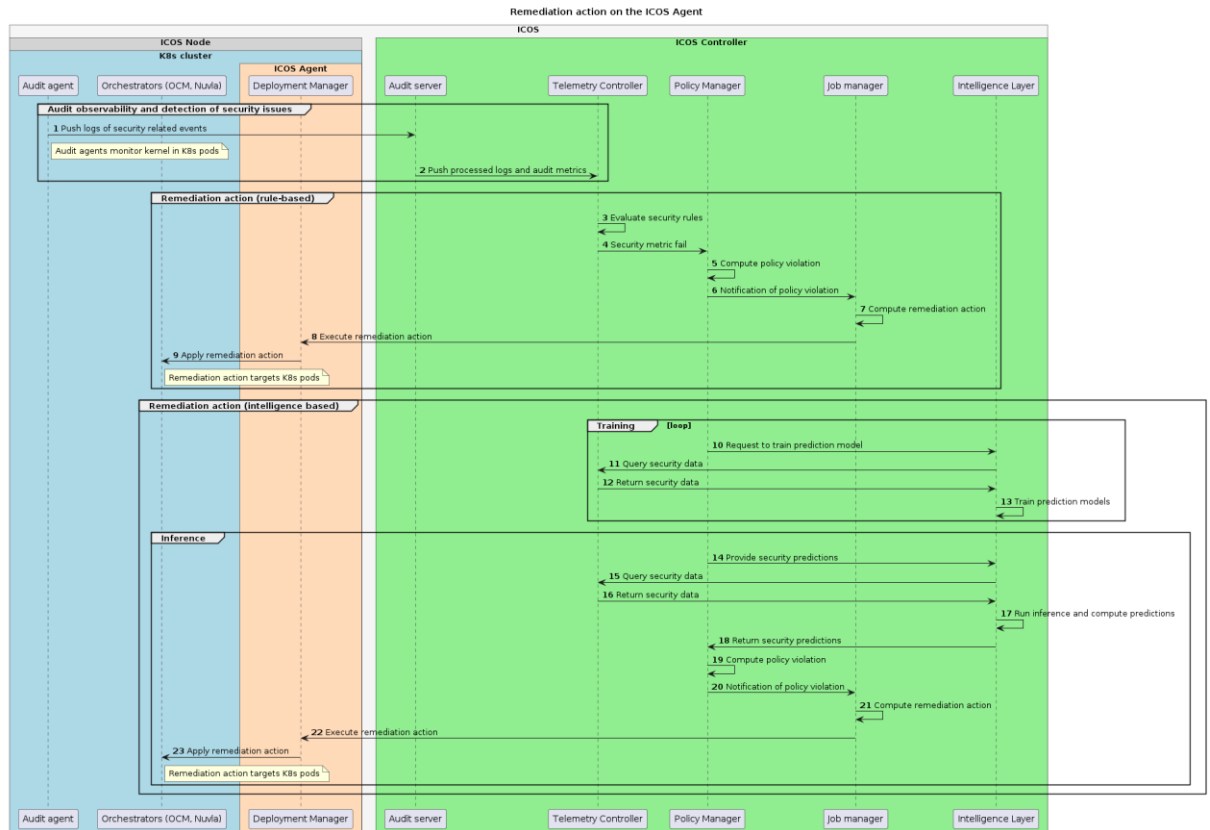 Remediation action on the ICOS Agent
ICOS
ICOS Node
ICOS Controller
K8s cluster
ICOS Agent
Audit agent
Orchestrators (OCM, Nuvla)
Deployment Manager
Audit server
Telemetry Controller
Policy Manager
Job manager
Intelligence Layer
Audit observability and detection of security issues
1 Push logs of security related events
Audit agents monitor kernel in K8s pods
2 Push processed logs and audit metrics
Remediation action (rule-based)
3 Evaluate security rules
4 Security metric fail
5 Compute policy violation
6 Notification of policy violation
7 Compute remediation action
8 Execute remediation action
9 Apply remediation action
Remediation action targets K8s pods
Remediation action (intelligence based)
Training [loop]
10 Request to train prediction model
11 Query security data
12 Return security data
13 Train prediction models
Inference
14 Provide security predictions
15 Query security data
16 Return security data
17 Run inference and compute predictions
18 Return security predictions
19 Compute policy violation
20 Notification of policy violation
21 Compute remediation action
22 Execute remediation action
23 Apply remediation action
Remediation action targets K8s pods
Audit agent
Orchestrators (OCM, Nuvla)
Deployment Manager
Audit server
Telemetry Controller
Policy Manager
Job manager
Intelligence Layer